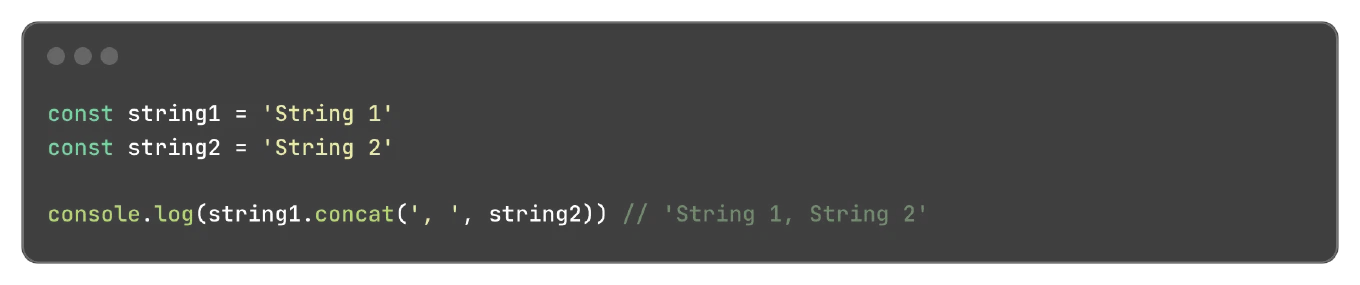 const string1 = 'String 1'
const string2 = 'String 2'
console.log(string1.concat(', ', string2)) // 'String 1, String 2'